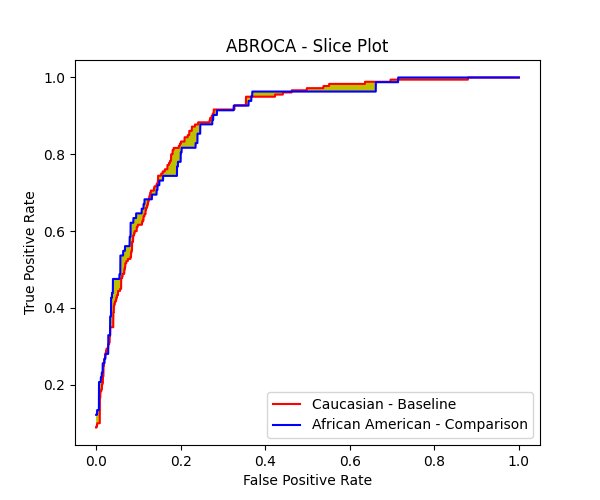 ABROCA - Slice Plot
True Positive Rate
1.0
0.8
0.6
0.4
0.2
0.0
0.2
0.4
0.6
0.8
1.0
False Positive Rate
Caucasian - Baseline
African American - Comparison